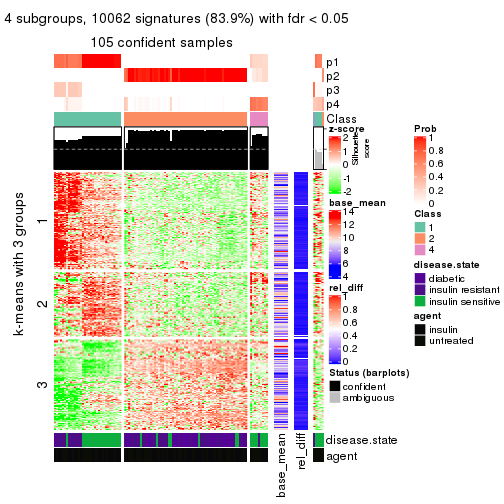 4 subgroups, 10062 signatures (83.9%) with fdr < 0.05
105 confident samples
p1
p2
p3
p4
Class
Silhouette
score
k-means with 3 groups
1
2
3
disease.state
agent
base_mean
rel_diff
z-score
2
1
0
-1
-2
base_mean
14
12
10
8
6
4
rel_diff
1
0.8
0.6
0.4
0.2
0
Status (barplots)
confident
ambiguous
Prob
1
0.8
0.6
0.4
0.2
0
Class
1
2
4
disease.state
diabetic
insulin resistant
insulin sensitive
agent
insulin
untreated